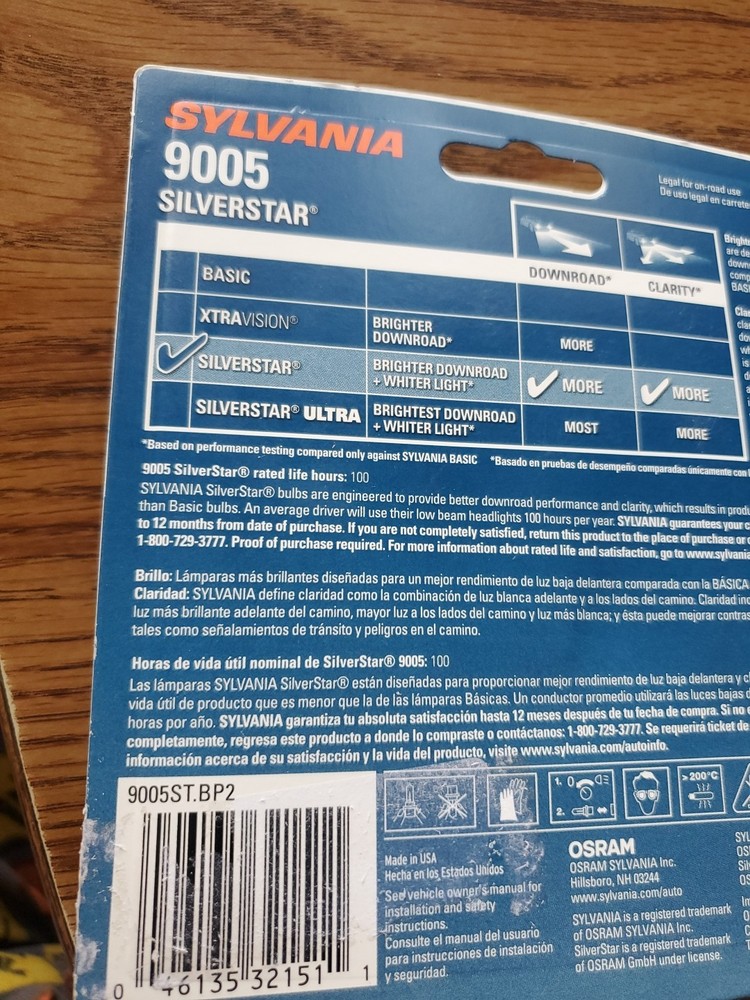 SYLVANIA
9005
SILVERSTAR®
Legal for on-road use
De uso legal en
DOWNROAD*
CLARITY*
BASIC
XTRAVISION® BRIGHTER DOWNROAD* MORE
SILVERSTAR® BRIGHTER DOWNROAD + WHITER LIGHT* MORE MORE
SILVERSTAR® ULTRA BRIGHTEST DOWNROAD + WHITER LIGHT* MOST MORE
*Based on performance testing compared only against SYLVANIA BASIC *Basado en pruebas de desempeño comparadas únicamente con
9005 SilverStar® rated life hours: 100
SYLVANIA SilverStar® bulbs are engineered to provide better downroad performance and clarity, which results in
than Basic bulbs. An average driver will use their low beam headlights 100 hours per year. SYLVANIA guarantees your
to 12 months from date of purchase. If you are not completely satisfied, return this product to the place of purchase or
1-800-729-3777. Proof of purchase required. For more information about rated life and satisfaction, go to
Brillo: Lámparas más brillantes diseñadas para un mejor rendimiento de luz baja delantera comparada con la BÁSICA
Claridad: SYLVANIA define claridad como la combinación de luz blanca adelante y a los lados del camino. Claridad
luz más brillante adelante del camino, mayor luz a los lados del camino y luz más blanca; y ésta puede mejorar
tales como señalamientos de tránsito y peligros en el camino.
Horas de vida útil nominal de SilverStar® 9005: 100
Las lámparas SYLVANIA SilverStar® están diseñadas para proporcionar mejor rendimiento de luz baja delantera y
vida útil de producto que es menor que la de las lámparas Básicas. Un conductor promedio utilizará las luces bajas
horas por año. SYLVANIA garantiza tu absoluta satisfacción hasta 12 meses después de tu fecha de compra. Si no
completamente, regresa este producto a donde lo compraste o contáctanos: 1-800-729-3777. Se requerirá ticket de
información acerca de su satisfacción y la vida del producto, visite www.sylvania.com/autoinfo.
9005ST.BP2
1.
2.
> 200°C
0 46135 32151 1
Made in USA
Hecha en los Estados Unidos
See vehicle owner's manual for
installation and safety
instructions.
Consulte el manual del usuario
para instrucciones de instalación
y seguridad.
OSRAM
OSRAM SYLVANIA Inc.
Hillsboro, NH 03244
www.sylvania.com/auto
SYLVANIA is a registered trademark
of OSRAM SYLVANIA Inc.
SilverStar is a registered trademark
of OSRAM GmbH under license.